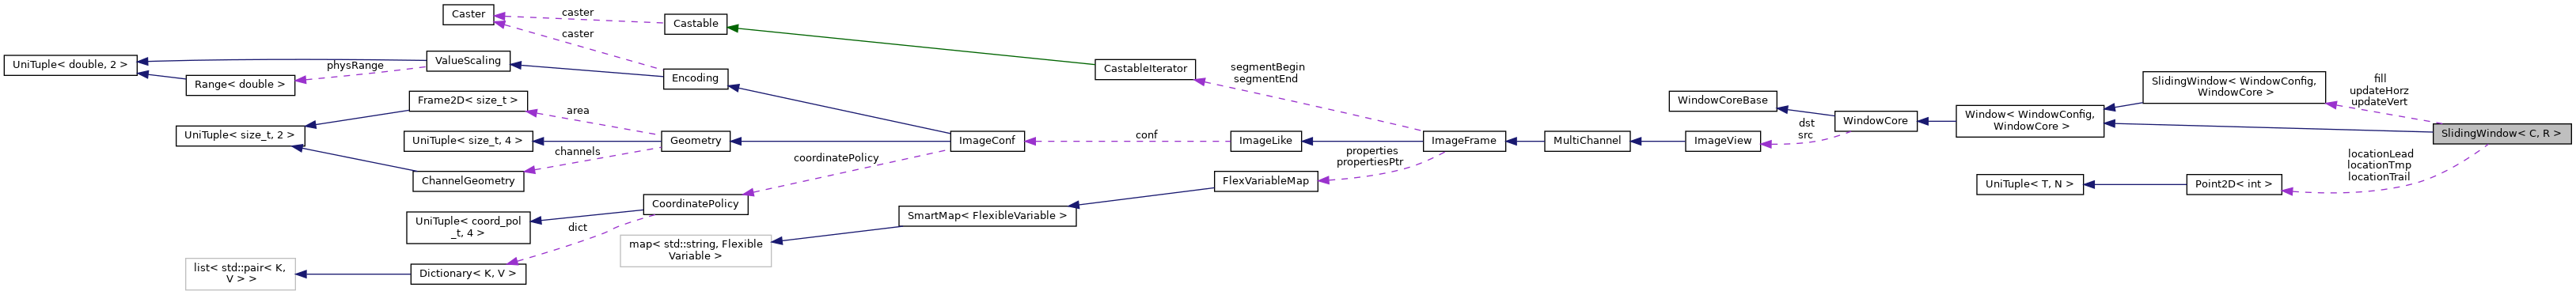 Caster
caster
Castable
caster
UniTuple< double, 2 >
ValueScaling
physRange
Range< double >
Encoding
CastableIterator
segmentBegin
segmentEnd
SlidingWindow< WindowConfig,
WindowCore >
fill
updateHorz
updateVert
Frame2D< size_t >
area
WindowCoreBase
Window< WindowConfig,
WindowCore >
WindowCore
dst
src
SlidingWindow< C, R >
UniTuple< size_t, 2 >
UniTuple< size_t, 4 >
Geometry
ImageConf
conf
ImageLike
ImageFrame
MultiChannel
ImageView
channels
coordinatePolicy
properties
propertiesPtr
locationLead
locationTmp
locationTrail
ChannelGeometry
FlexVariableMap
UniTuple< T, N >
Point2D< int >
CoordinatePolicy
UniTuple< coord_pol
_t, 4 >
SmartMap< FlexibleVariable >
dict
map< std::string, Flexible
Variable >
list< std::pair< K,
V > >
Dictionary< K, V >